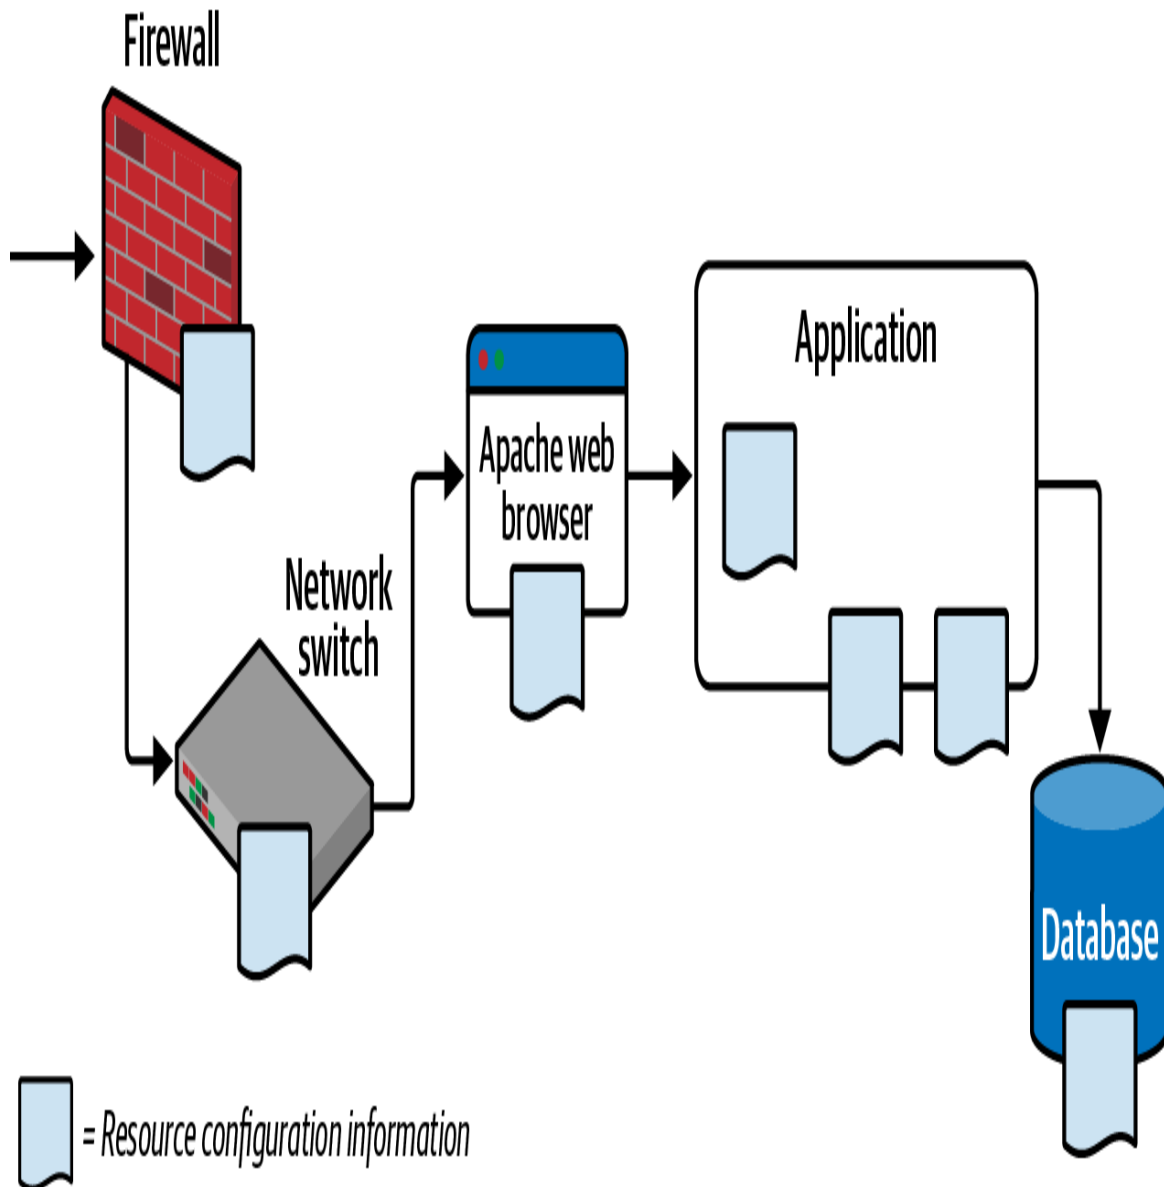 Firewall
Application
Apache web
browser
Network
switch
Database
= Resource configuration information